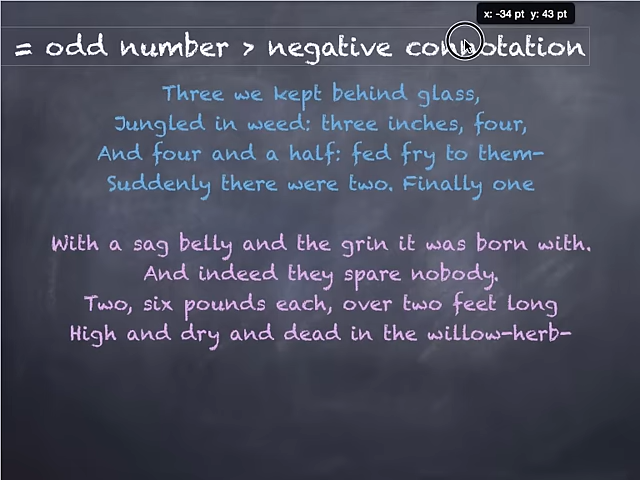 x: -34 pt y: 43 pt
= odd number > negative connotation
Three we kept behind glass,
Jungled in weed: three inches, four,
And four and a half: fed fry to them-
Suddenly there were two. Finally one
With a sag belly and the grin it was born with.
And indeed they spare nobody.
Two, six pounds each, over two feet long
High and dry and dead in the willow-herb-